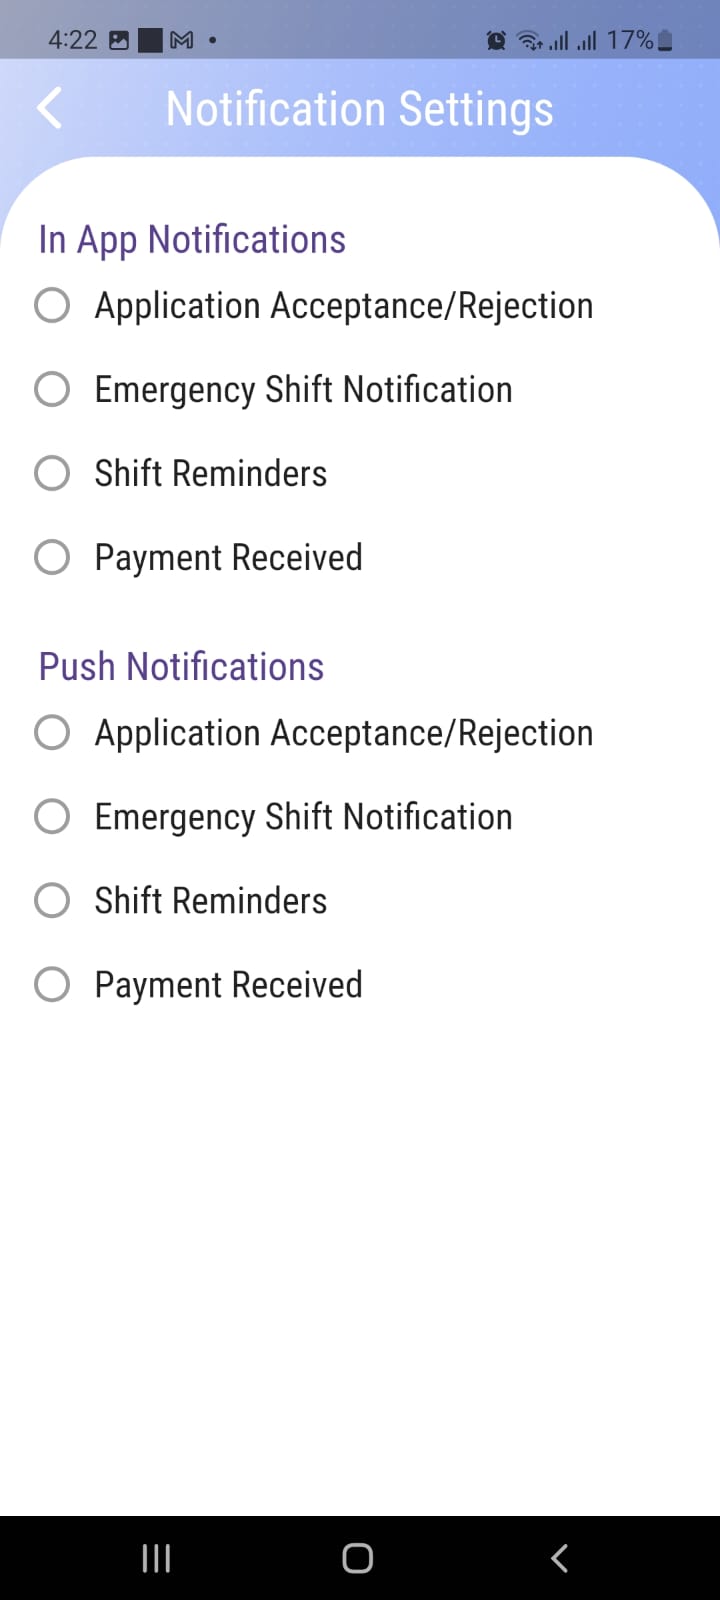 4:22
17%
Notification Settings
In App Notifications
Application Acceptance/Rejection
Emergency Shift Notification
Shift Reminders
Payment Received
Push Notifications
Application Acceptance/Rejection
Emergency Shift Notification
Shift Reminders
Payment Received